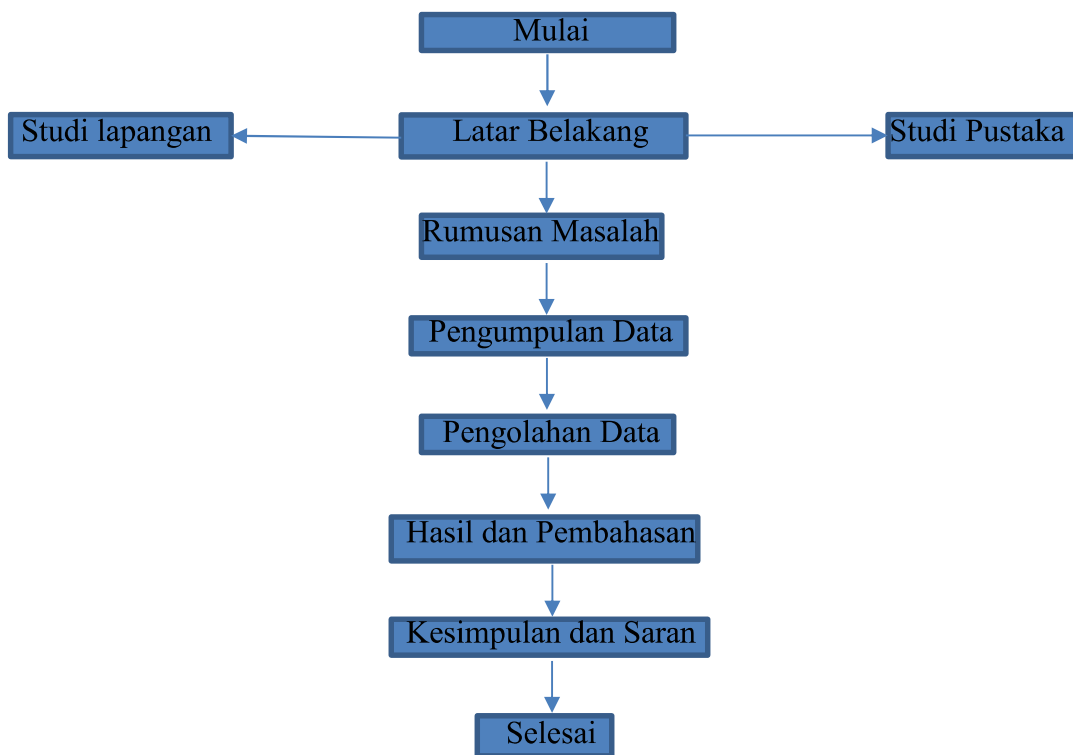 Mulai
Studi lapangan
Latar Belakang
Studi Pustaka
Rumusan Masalah
Pengumpulan Data
Pengolahan Data
Hasil dan Pembahasan
Kesimpulan dan Saran
Selesai